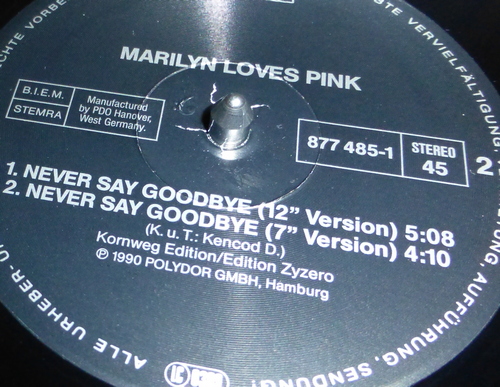 MARILYN LOVES PINK
B.I.E.M.
STEMRA
Manufactured
by PDO Hanover,
West Germany.
877 485-1
STEREO
45
2
1. NEVER SAY GOODBYE (12” Version) 5:08
2. NEVER SAY GOODBYE (7” Version) 4:10
(K. u. T.: Kencod D.)
Kornweg Edition/Edition Zyzero
℗ 1990 POLYDOR GMBH, Hamburg
ALLE URHEBER-U
CHTE VORBE
STE VERVIELFÄLTIGUNG,
UNG, AUFFÜHRUNG, SENDUNG!